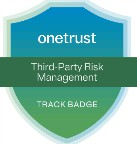 onetrust
Third-Party Risk
Management
TRACK BADGE